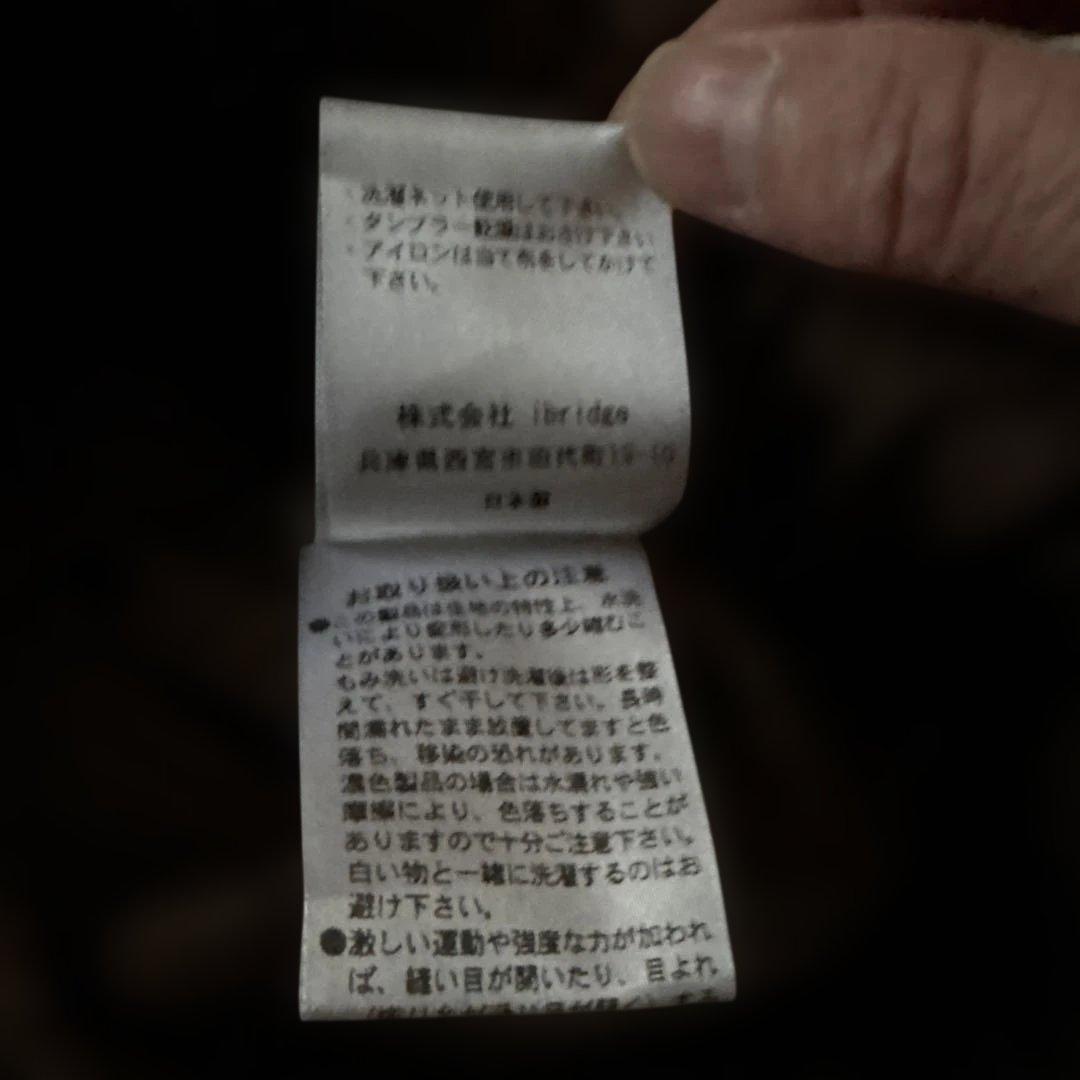 ・洗濯ネット使用して下さい。
・タンブラー乾燥はお避け下さい
・アイロンは当て布をしてかけて
下さい。
株式会社 ibridge
兵庫県西宮市田代町15-10
日本製
お取り扱い上の注意
●この製品は生地の特性上、水洗
いにより変形したり多少縮むこ
とがあります。
もみ洗いは避け洗濯後は形を整
えて、すぐ干して下さい。長時
間濡れたまま放置してますと色
落ち、移染の恐れがあります。
濃色製品の場合は水濡れや強い
摩擦により、色落ちすることが
ありますので十分ご注意下さい。
白い物と一緒に洗濯するのはお
避け下さい。
●激しい運動や強度な力が加われ
ば、縫い目が開いたり、目よれ